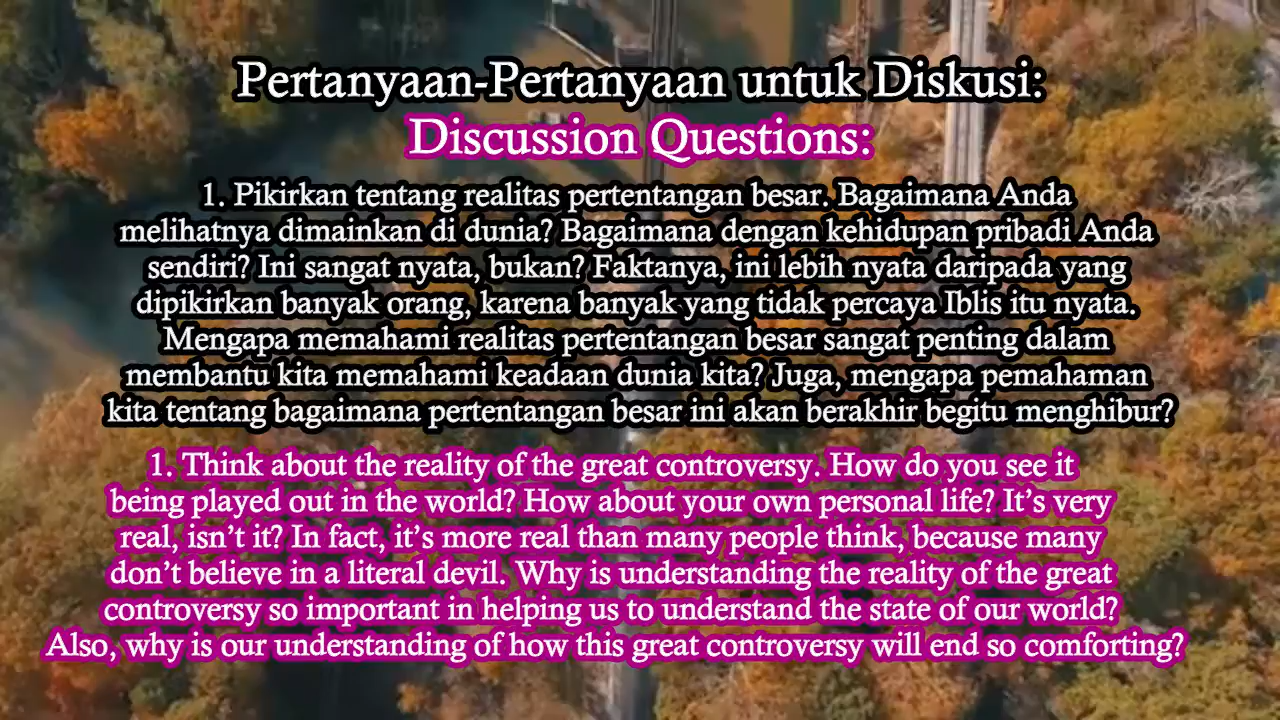 Pertanyaan-Pertanyaan untuk Diskusi:
Discussion Questions:
1. Pikirkan tentang realitas pertentangan besar. Bagaimana Anda
melihatnya dimainkan di dunia? Bagaimana dengan kehidupan pribadi Anda
sendiri? Ini sangat nyata, bukan? Faktanya, ini lebih nyata daripada yang
dipikirkan banyak orang, karena banyak yang tidak percaya Iblis itu nyata.
Mengapa memahami realitas pertentangan besar sangat penting dalam
membantu kita memahami keadaan dunia kita? Juga, mengapa pemahaman
kita tentang bagaimana pertentangan besar ini akan berakhir begitu menghibur?
1. Think about the reality of the great controversy. How do you see it
being played out in the world? How about your own personal life? It’s very
real, isn’t it? In fact, it’s more real than many people think, because many
don’t believe in a literal devil. Why is understanding the reality of the great
controversy so important in helping us to understand the state of our world?
Also, why is our understanding of how this great controversy will end so comforting?